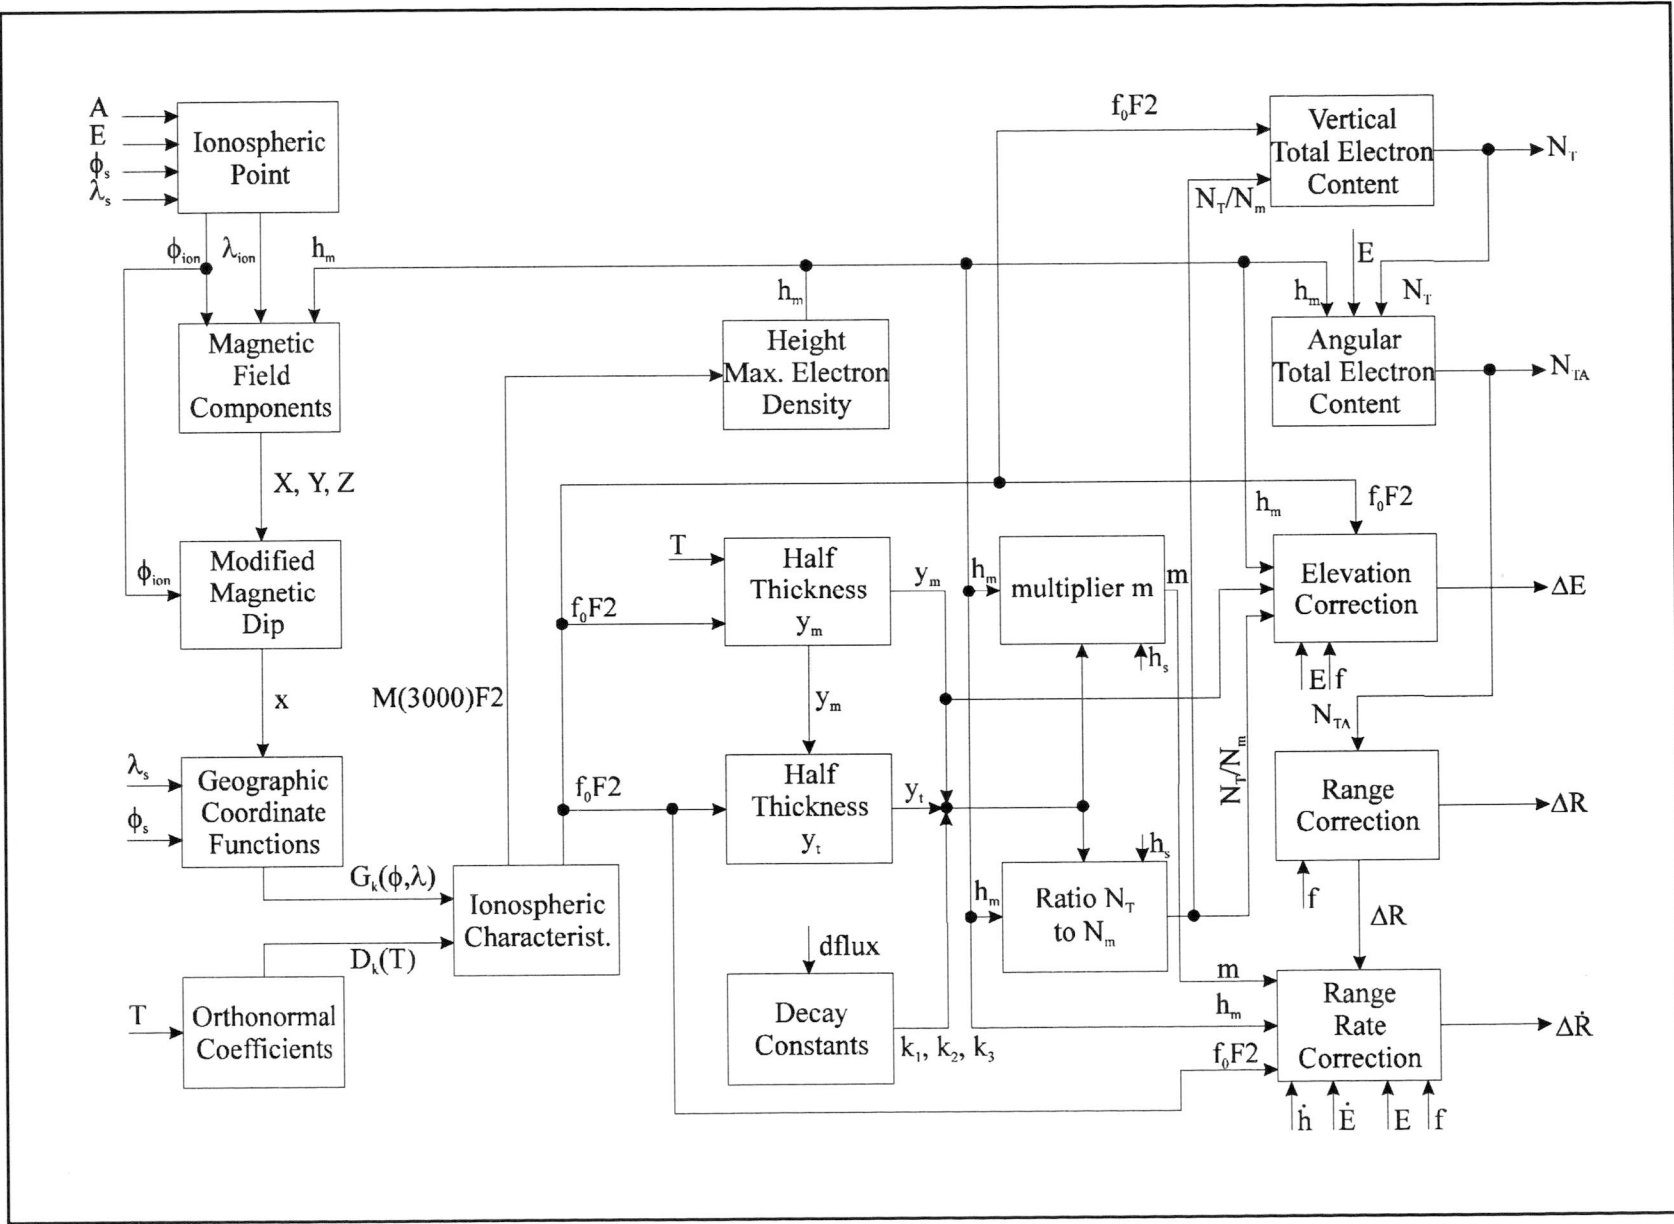 A
E
ϕs
λs
Ionospheric
Point
ϕion
λion
hm
Magnetic
Field
Components
X, Y, Z
ϕion
Modified
Magnetic
Dip
x
λs
ϕs
Geographic
Coordinate
Functions
Gk(ϕ,λ)
Dk(T)
T
Orthonormal
Coefficients
Ionospheric
Characterist.
M(3000)F2
f0F2
f0F2
hm
Height
Max. Electron
Density
T
Half
Thickness
ym
ym
ym
Half
Thickness
yt
yt
dflux
Decay
Constants
k1, k2, k3
hm
multiplier m
m
hs
hs
hm
Ratio NT
to Nm
f0F2
NT/Nm
Vertical
Total Electron
Content
NT
E
hm
NT
Angular
Total Electron
Content
NTA
hm
f0F2
Elevation
Correction
ΔE
E f
NTA
NT/Nm
Range
Correction
ΔR
f
ΔR
m
hm
f0F2
Range
Rate
Correction
ΔṘ
ḣ Ė E f